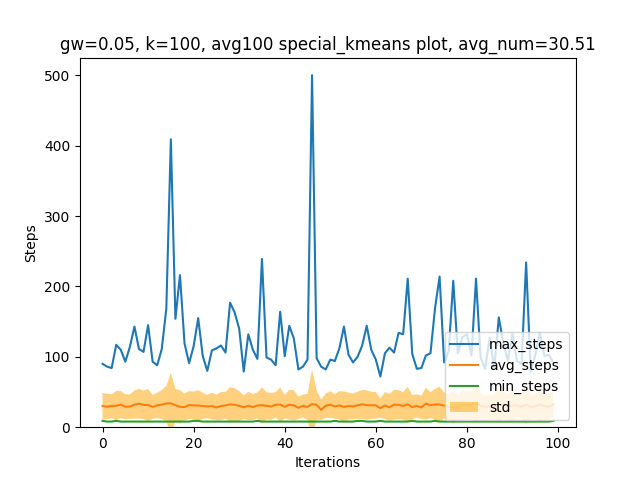 gw=0.05, k=100, avg100 special_kmeans plot, avg_num=30.51
500
400
300
200
100
0
Steps
0 20 40 60 80 100
Iterations
max_steps
avg_steps
min_steps
std